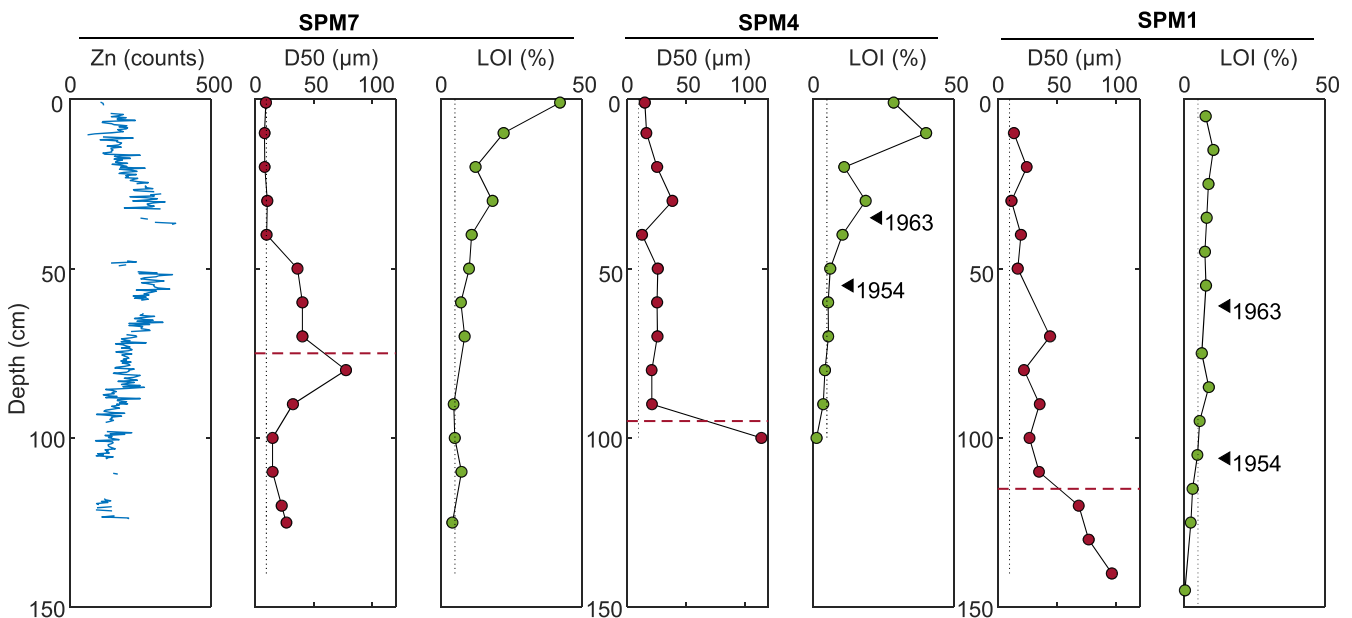 SPM7 SPM4 SPM1
Zn (counts) D50 (μm) LOI (%) D50 (μm) LOI (%) D50 (μm) LOI (%)
0 500 0 50 100 0 50 0 50 100 0 50 0 50 100 0 50
0 0 0
50 50 50
100 100 100
150 150 150
Depth (cm)
◄1963
◄1954
◄1963
◄1954